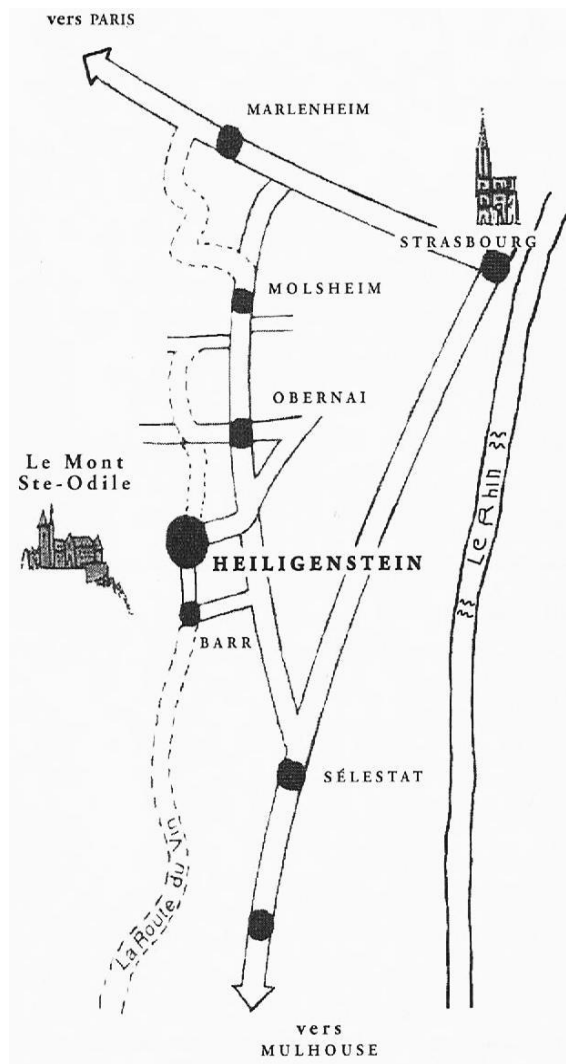 vers PARIS
MARLENHEIM
STRASBOURG
MOLSHEIM
OBERNAI
Le Mont
Ste-Odile
Le Rhin
HEILIGENSTEIN
BARR
SÉLESTAT
La Route du Vin
vers
MULHOUSE